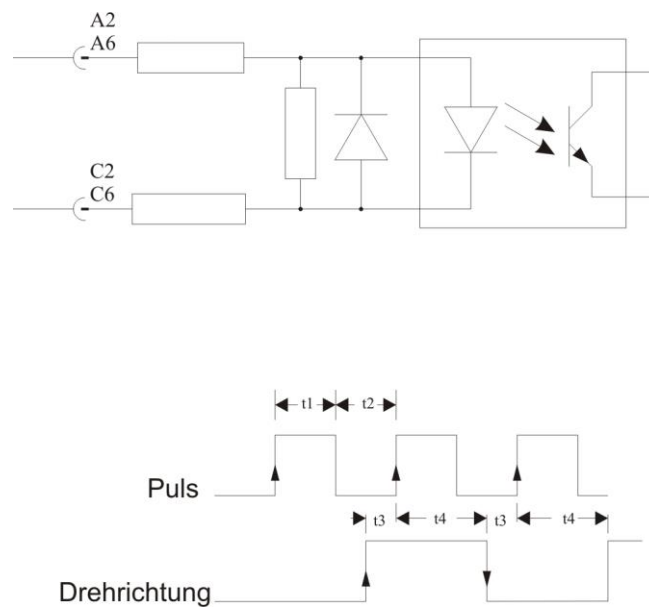 A2
A6
C2
C6
t1 t2
Puls
t3 t4 t3 t4
Drehrichtung